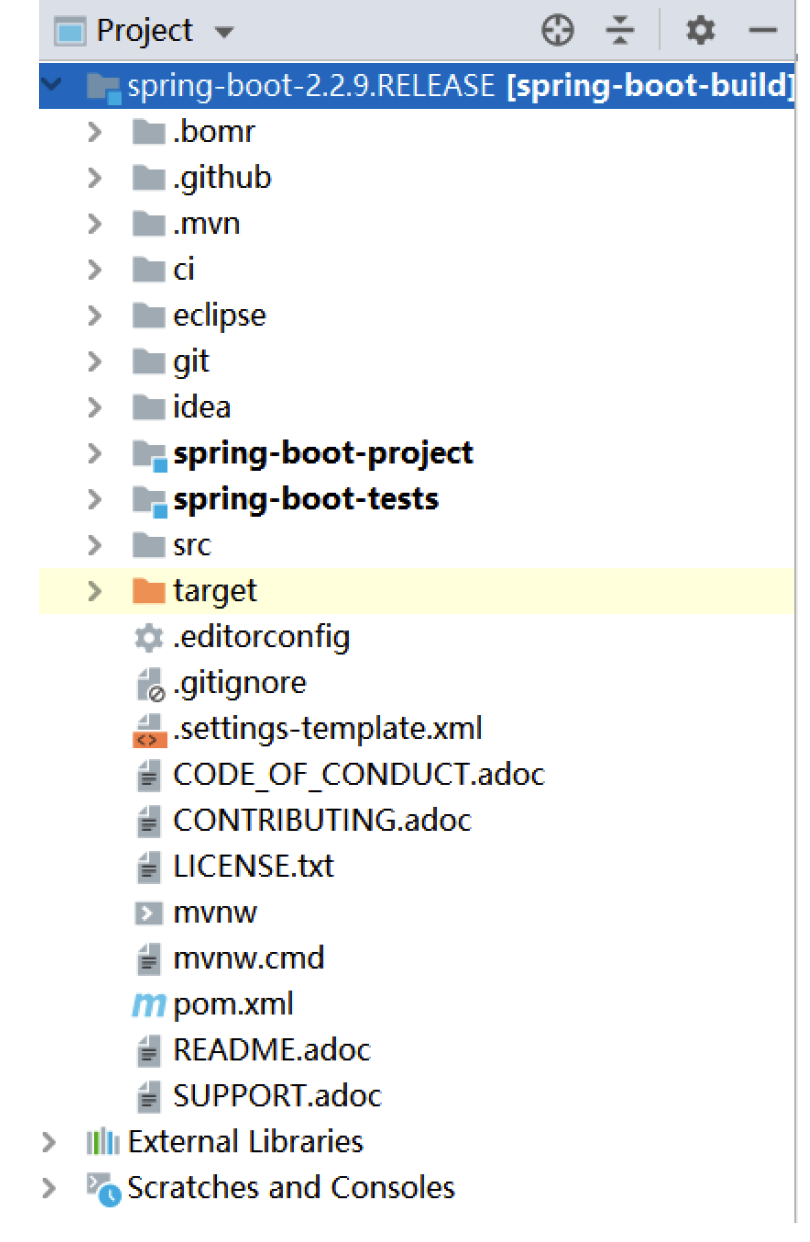 Project
spring-boot-2.2.9.RELEASE [spring-boot-build]
.bomr
.github
.mvn
ci
eclipse
git
idea
spring-boot-project
spring-boot-tests
src
target
.editorconfig
.gitignore
.settings-template.xml
CODE_OF_CONDUCT.adoc
CONTRIBUTING.adoc
LICENSE.txt
mvnw
mvnw.cmd
pom.xml
README.adoc
SUPPORT.adoc
External Libraries
Scratches and Consoles